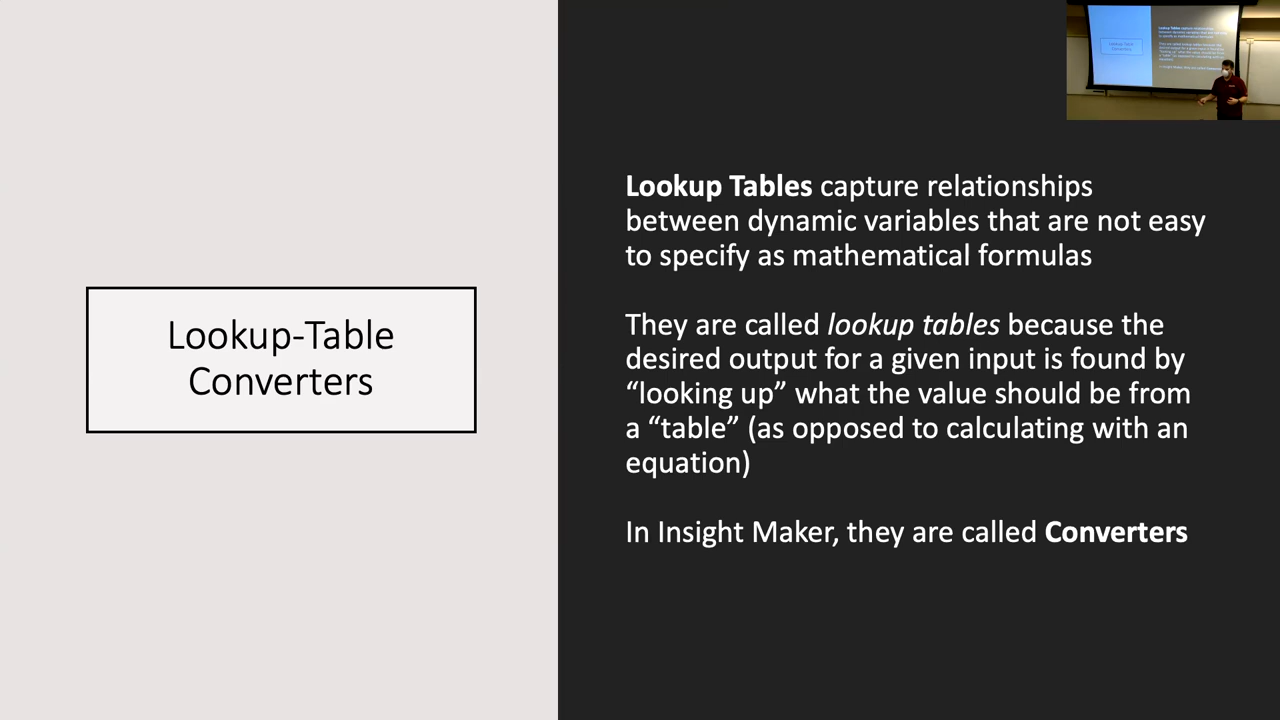 Lookup-Table
Converters
Lookup Tables capture relationships
between dynamic variables that are not easy
to specify as mathematical formulas
They are called lookup tables because the
desired output for a given input is found by
“looking up” what the value should be from
a “table” (as opposed to calculating with an
equation)
In Insight Maker, they are called Converters